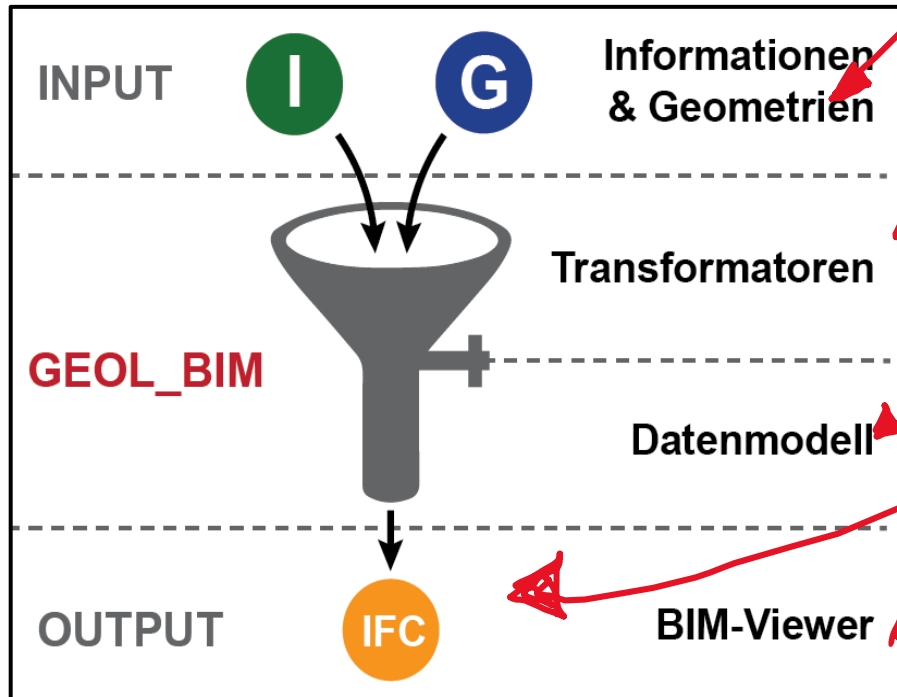 INPUT
I
G
Informationen
& Geometrien
Transformatoren
GEOL_BIM
Datenmodell
OUTPUT
IFC
BIM-Viewer